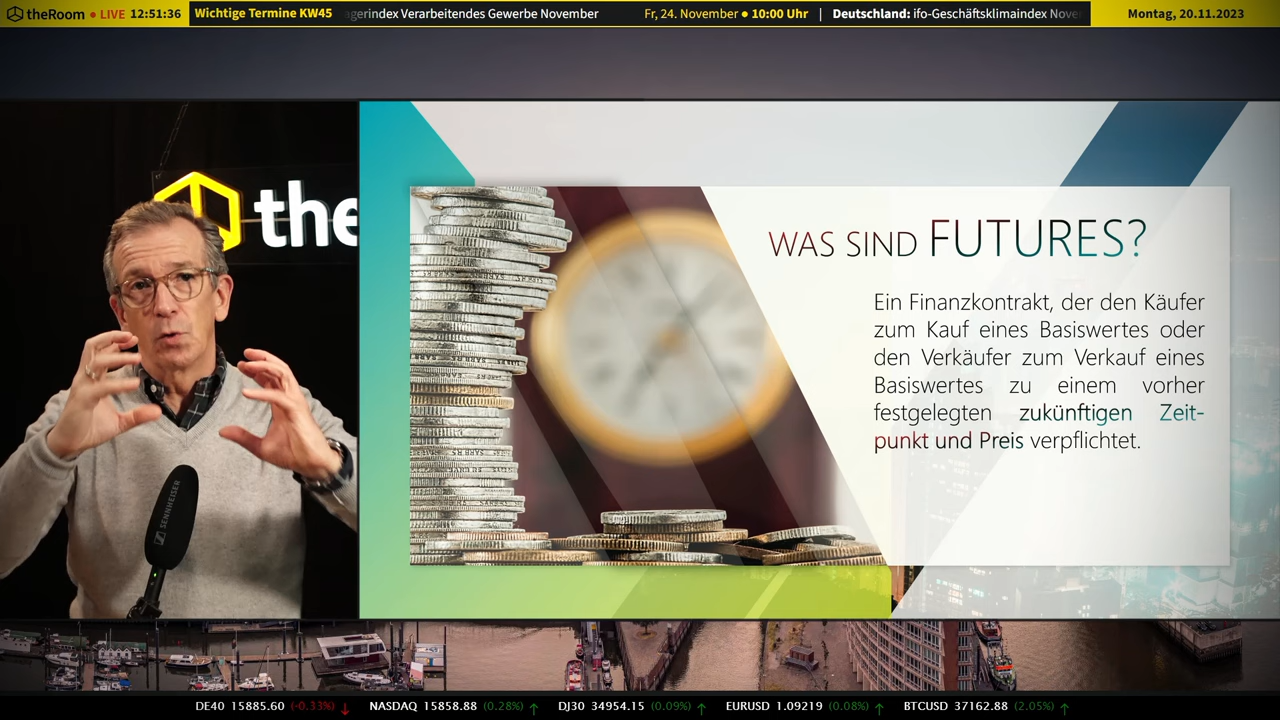 theRoom • LIVE 12:51:36
Wichtige Termine KW45
agerindex Verarbeitendes Gewerbe November
Fr, 24. November • 10:00 Uhr | Deutschland: ifo-Geschäftsklimaindex Nove
Montag, 20.11.2023
the
WAS SIND FUTURES?
Ein Finanzkontrakt, der den Käufer
zum Kauf eines Basiswertes oder
den Verkäufer zum Verkauf eines
Basiswertes zu einem vorher
festgelegten zukünftigen Zeit-
punkt und Preis verpflichtet.
SENNHEISER
DE40 15885.60 (-0.33%) ↓ NASDAQ 15858.88 (0.28%) ↑ DJ30 34954.15 (0.09%) ↑ EURUSD 1.09219 (0.08%) ↑ BTCUSD 37162.88 (2.05%) ↑